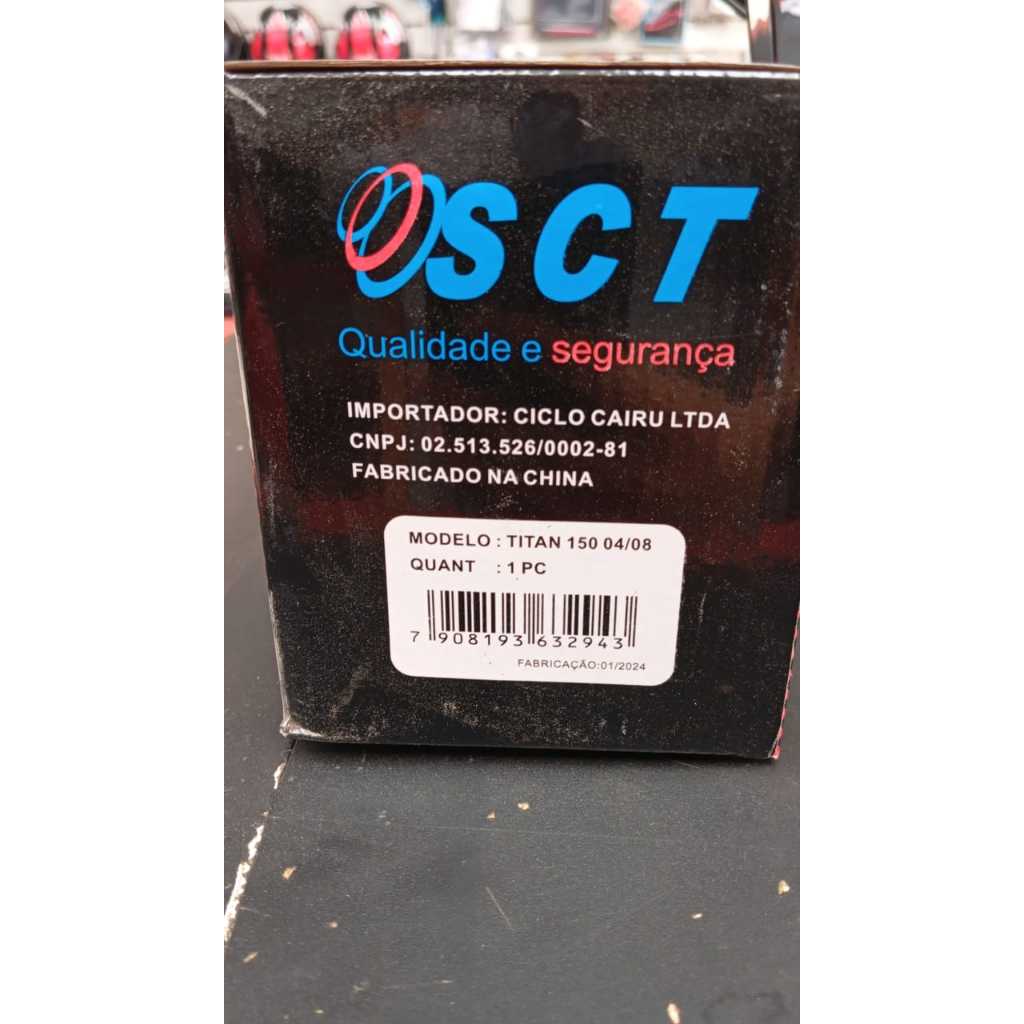 SCT
Qualidade e segurança
IMPORTADOR: CICLO CAIRU LTDA
CNPJ: 02.513.526/0002-81
FABRICADO NA CHINA
MODELO : TITAN 150 04/08
QUANT : 1 PC
7 908193 632943
FABRICAÇÃO:01/2024